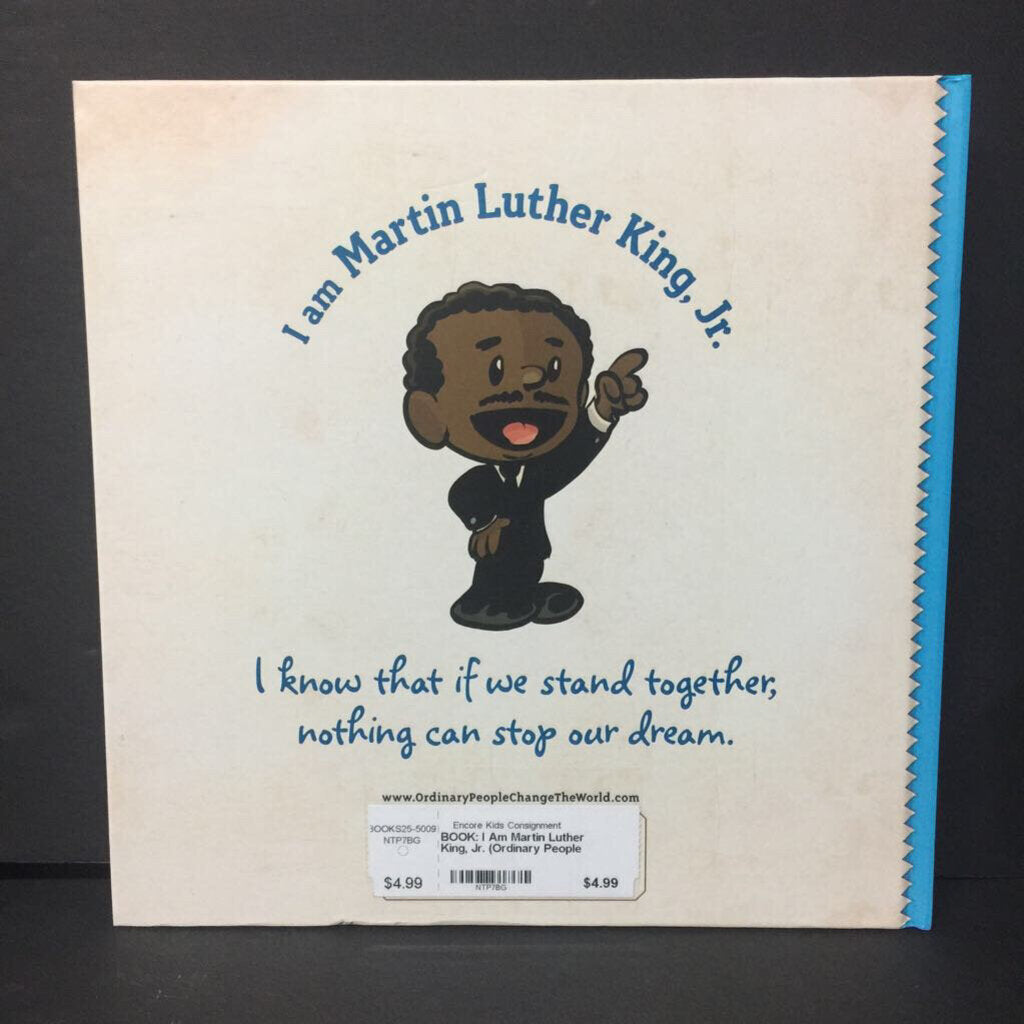 I am Martin Luther King, Jr.
I know that if we stand together,
nothing can stop our dream.
www.OrdinaryPeopleChangeTheWorld.com
BOOKS25-5009
NTP7BG
$4.99
Encore Kids Consignment
BOOK: I Am Martin Luther
King, Jr. (Ordinary People
NTP7BG
$4.99